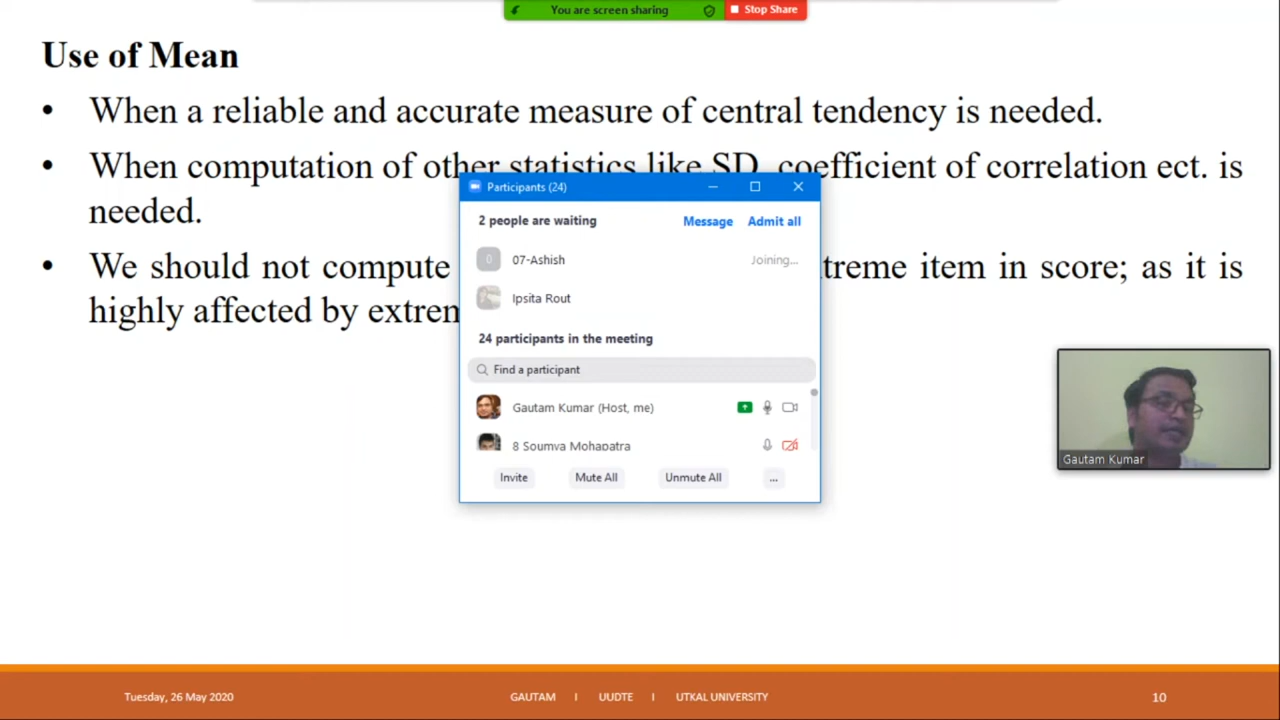 You are screen sharing
Stop Share
Use of Mean
• When a reliable and accurate measure of central tendency is needed.
• When computation of other statistics like SD, coefficient of correlation ect. is
needed.
• We should not compute treme item in score; as it is
highly affected by extrem
Participants (24)
2 people are waiting Message Admit all
0 07-Ashish Joining...
Ipsita Rout
24 participants in the meeting
Find a participant
Gautam Kumar (Host, me)
8 Soumya Mohapatra
Invite Mute All Unmute All ...
Gautam Kumar
Tuesday, 26 May 2020 GAUTAM I UUDTE I UTKAL UNIVERSITY 10